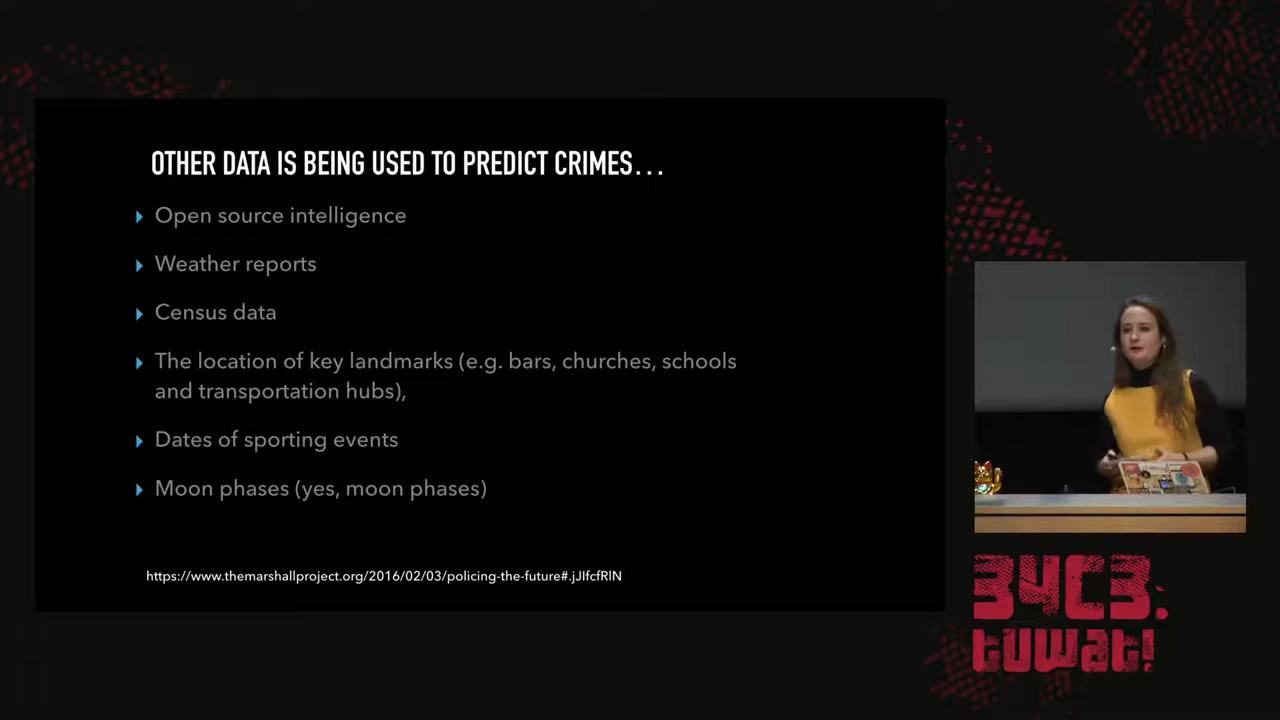 OTHER DATA IS BEING USED TO PREDICT CRIMES...
Open source intelligence
Weather reports
Census data
The location of key landmarks (e.g. bars, churches, schools
and transportation hubs),
Dates of sporting events
Moon phases (yes, moon phases)
https://www.themarshallproject.org/2016/02/03/policing-the-future#.jJIfcfRlN
34C3.
tuwat!